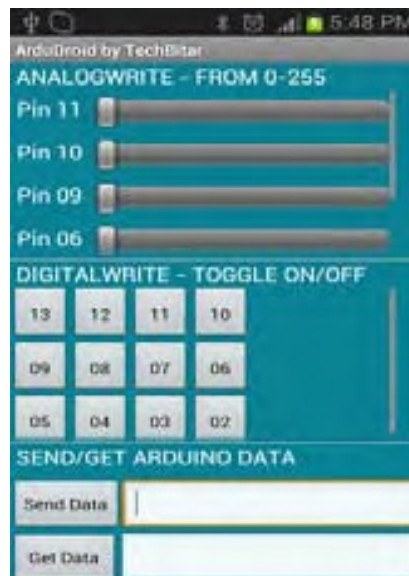 5:48 PM
ArduDroid by TechBitar
ANALOGWRITE - FROM 0-255
Pin 11
Pin 10
Pin 09
Pin 06
DIGITALWRITE - TOGGLE ON/OFF
13 12 11 10
09 08 07 06
05 04 03 02
SEND/GET ARDUINO DATA
Send Data
Get Data